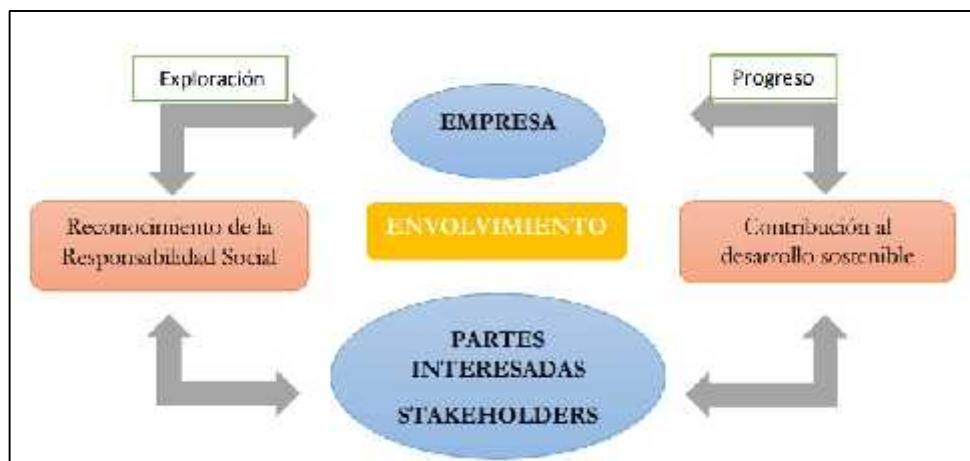 Exploración
Progreso
EMPRESA
Reconocimiento de la
Responsabilidad Social
ENVOLVIMIENTO
Contribución al
desarrollo sostenible
PARTES
INTERESADAS
STAKEHOLDERS